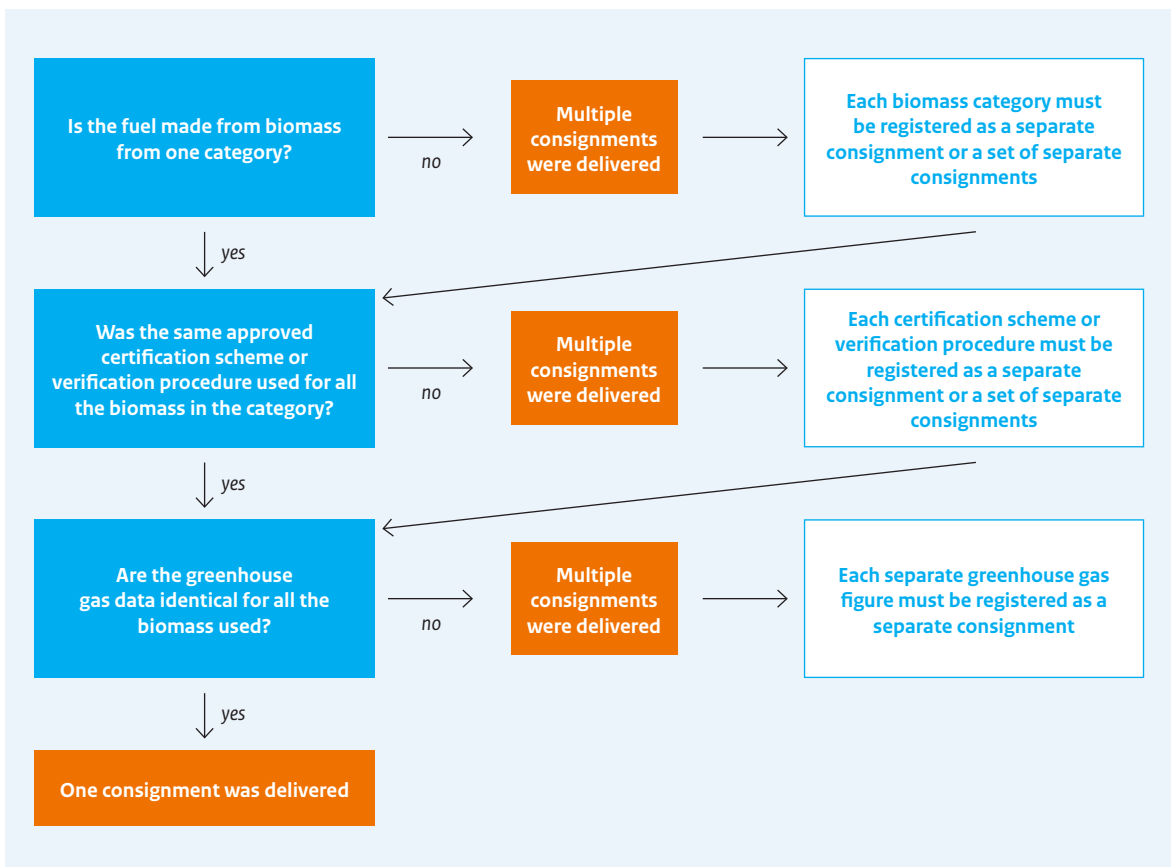 Is the fuel made from biomass
from one category?
no
Multiple
consignments
were delivered
Each biomass category must
be registered as a separate
consignment or a set of separate
consignments
yes
Was the same approved
certification scheme or
verification procedure used for all
the biomass in the category?
no
Multiple
consignments
were delivered
Each certification scheme or
verification procedure must be
registered as a separate
consignment or a set of separate
consignments
yes
Are the greenhouse
gas data identical for all the
biomass used?
no
Multiple
consignments
were delivered
Each separate greenhouse gas
figure must be registered as a
separate consignment
yes
One consignment was delivered